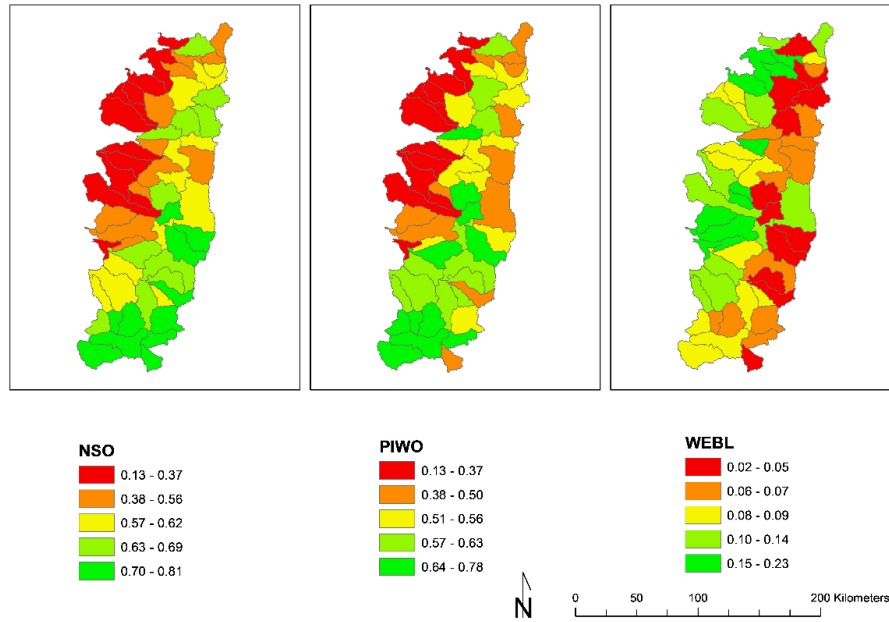 NSO
0.13 - 0.37
0.38 - 0.56
0.57 - 0.62
0.63 - 0.69
0.70 - 0.81
PIWO
0.13 - 0.37
0.38 - 0.50
0.51 - 0.56
0.57 - 0.63
0.64 - 0.78
WEBL
0.02 - 0.05
0.06 - 0.07
0.08 - 0.09
0.10 - 0.14
0.15 - 0.23
N
0 50 100 200 Kilometers